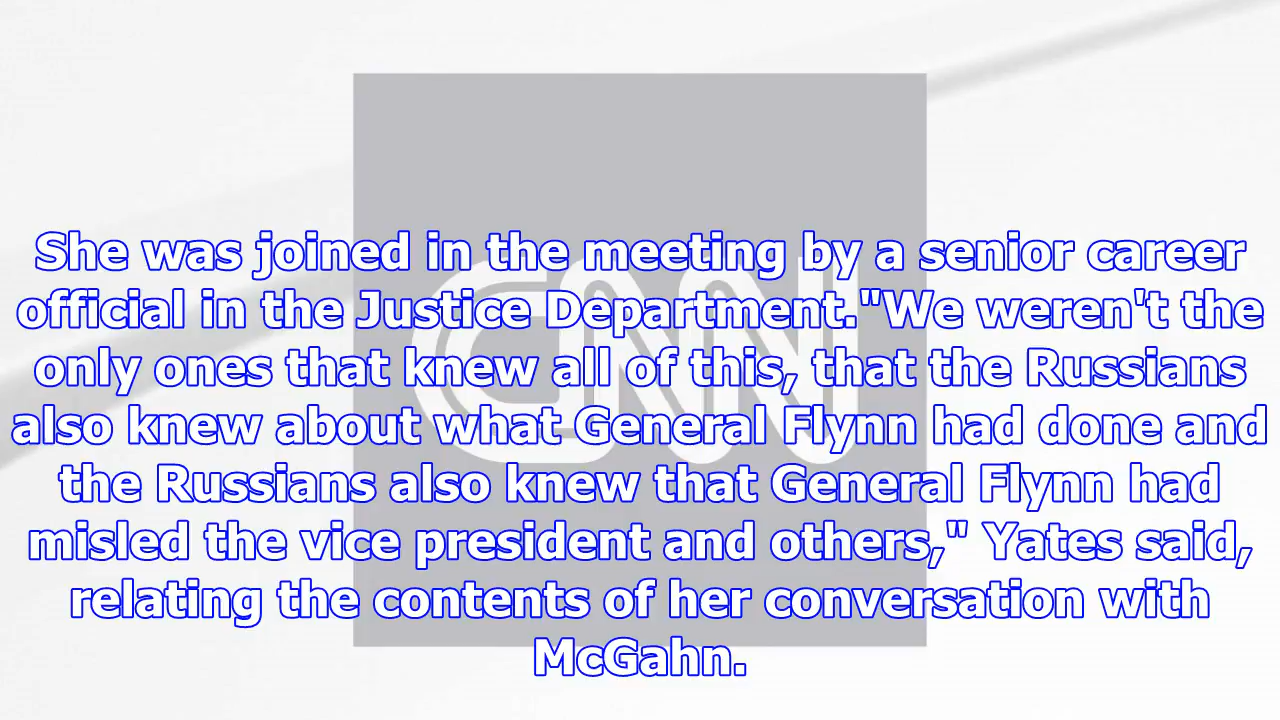 CNN
She was joined in the meeting by a senior career
official in the Justice Department."We weren't the
only ones that knew all of this, that the Russians
also knew about what General Flynn had done and
the Russians also knew that General Flynn had
misled the vice president and others," Yates said,
relating the contents of her conversation with
McGahn.